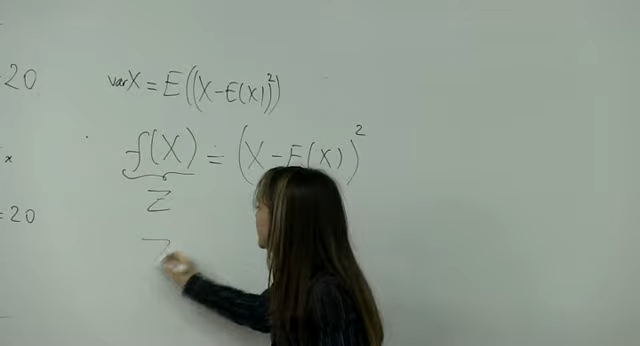 =20
varX = E((X-E(X))²)
f(X) = (X-E(X))²
x
Z
=20
Z